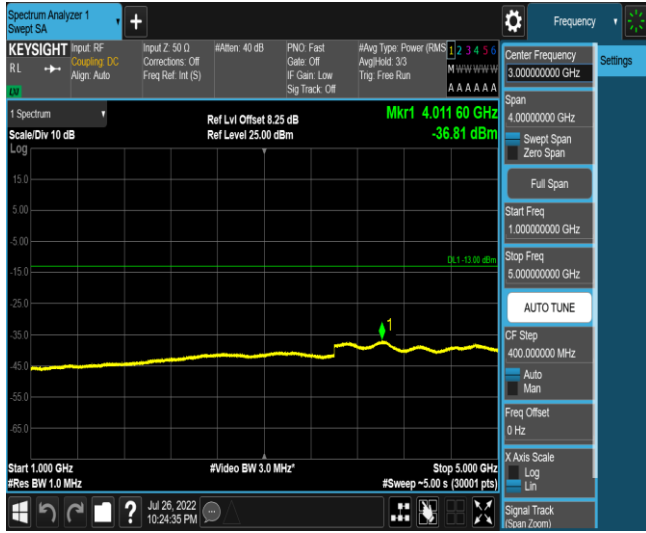 Spectrum Analyzer 1
Swept SA
Frequency
KEYSIGHT
RL
Input: RF
Coupling: DC
Align: Auto
Input Z: 50 Ω
Corrections: Off
Freq Ref: Int (S)
#Atten: 40 dB
PNO: Fast
Gate: Off
IF Gain: Low
Sig Track: Off
#Avg Type: Power (RMS
Avg|Hold: 3/3
Trig: Free Run
1 2 3 4 5 6
M W W W W W
A A A A A A
1 Spectrum
Scale/Div 10 dB
Log
Ref Lvl Offset 8.25 dB
Ref Level 25.00 dBm
Mkr1 4.011 60 GHz
-36.81 dBm
15.0
5.00
-5.00
-15.0
-25.0
-35.0
-45.0
-55.0
-65.0
DL1 -13.00 dBm
1
Start 1.000 GHz
#Res BW 1.0 MHz
#Video BW 3.0 MHz*
Stop 5.000 GHz
#Sweep ~5.00 s (30001 pts)
?
Jul 26, 2022
10:24:35 PM
Center Frequency
3.000000000 GHz
Settings
Span
4.00000000 GHz
Swept Span
Zero Span
Full Span
Start Freq
1.000000000 GHz
Stop Freq
5.000000000 GHz
AUTO TUNE
CF Step
400.000000 MHz
Auto
Man
Freq Offset
0 Hz
X Axis Scale
Log
Lin
Signal Track
(Span Zoom)